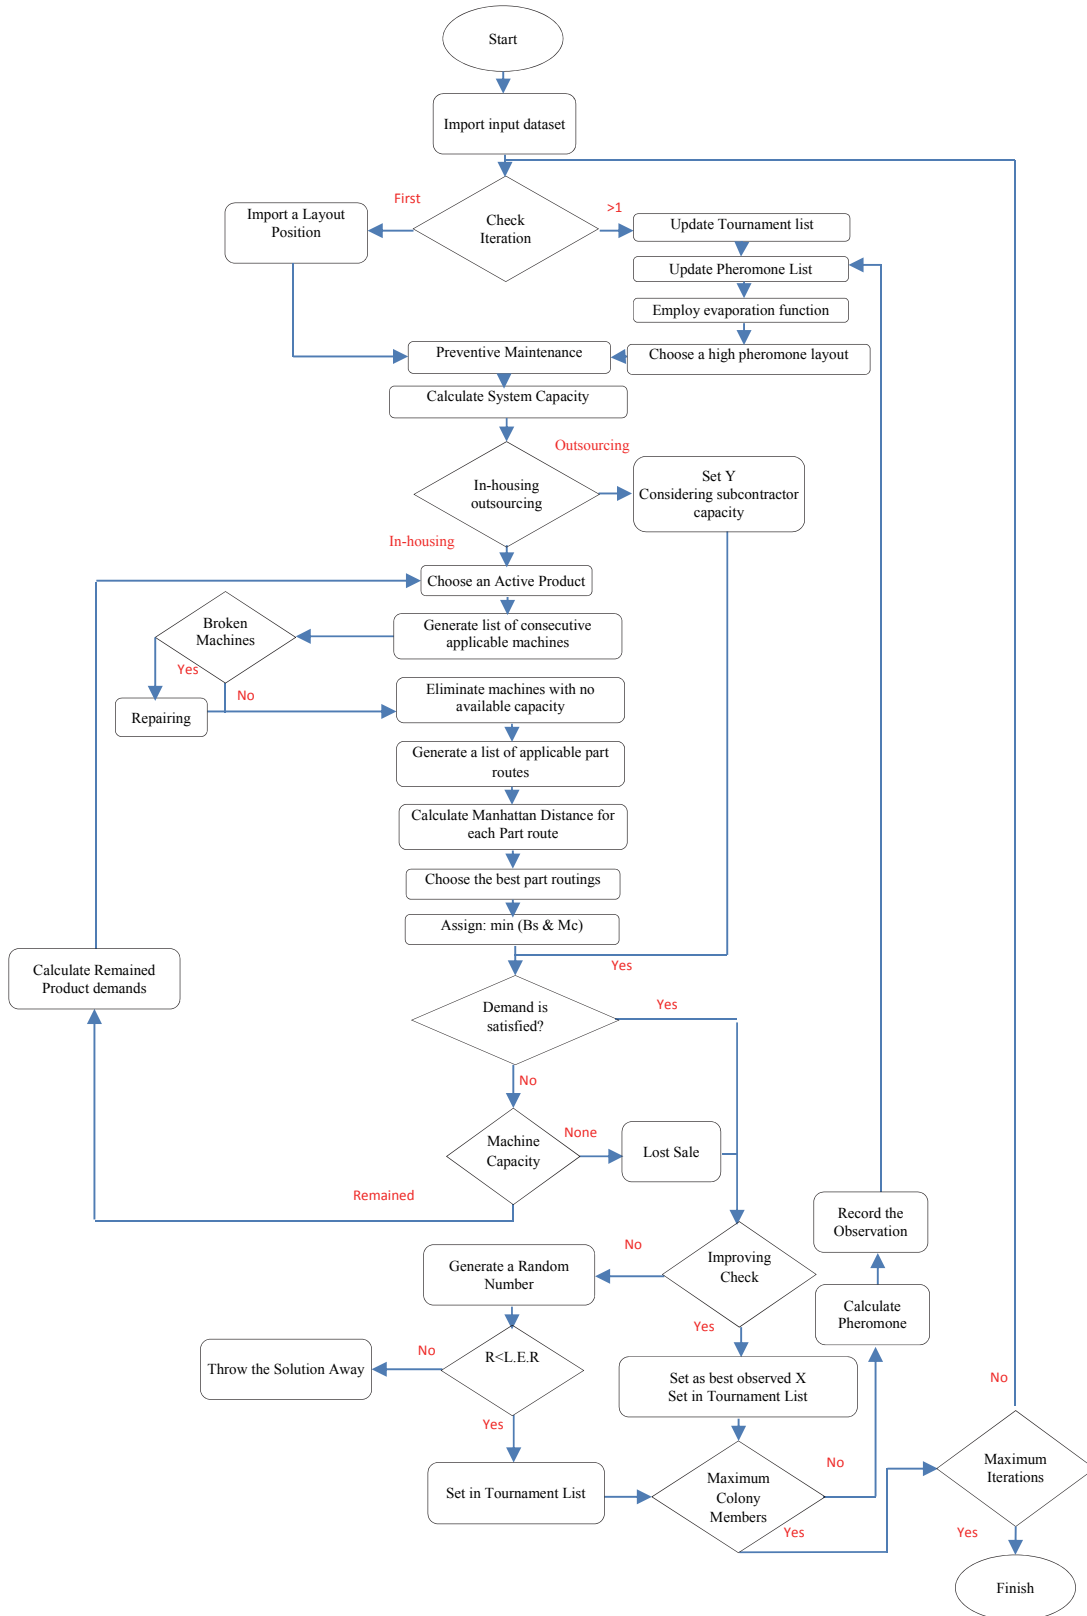 Start
Import input dataset
First
Import a Layout
Position
Check
Iteration
>1
Update Tournament list
Update Pheromone List
Employ evaporation function
Choose a high pheromone layout
Preventive Maintenance
Calculate System Capacity
Outsourcing
In-housing
outsourcing
Set Y
Considering subcontractor
capacity
In-housing
Choose an Active Product
Broken
Machines
Generate list of consecutive
applicable machines
Yes
No
Repairing
Eliminate machines with no
available capacity
Generate a list of applicable part
routes
Calculate Manhattan Distance for
each Part route
Choose the best part routings
Assign: min (Bs & Mc)
Yes
Calculate Remained
Product demands
Demand is
satisfied?
Yes
No
Machine
Capacity
None
Lost Sale
Remained
Record the
Observation
No
Improving
Check
Generate a Random
Number
Calculate
Pheromone
Yes
No
R<L.E.R
Throw the Solution Away
Set as best observed X
Set in Tournament List
No
Yes
No
Maximum
Iterations
Set in Tournament List
Maximum
Colony
Members
Yes
Yes
Finish